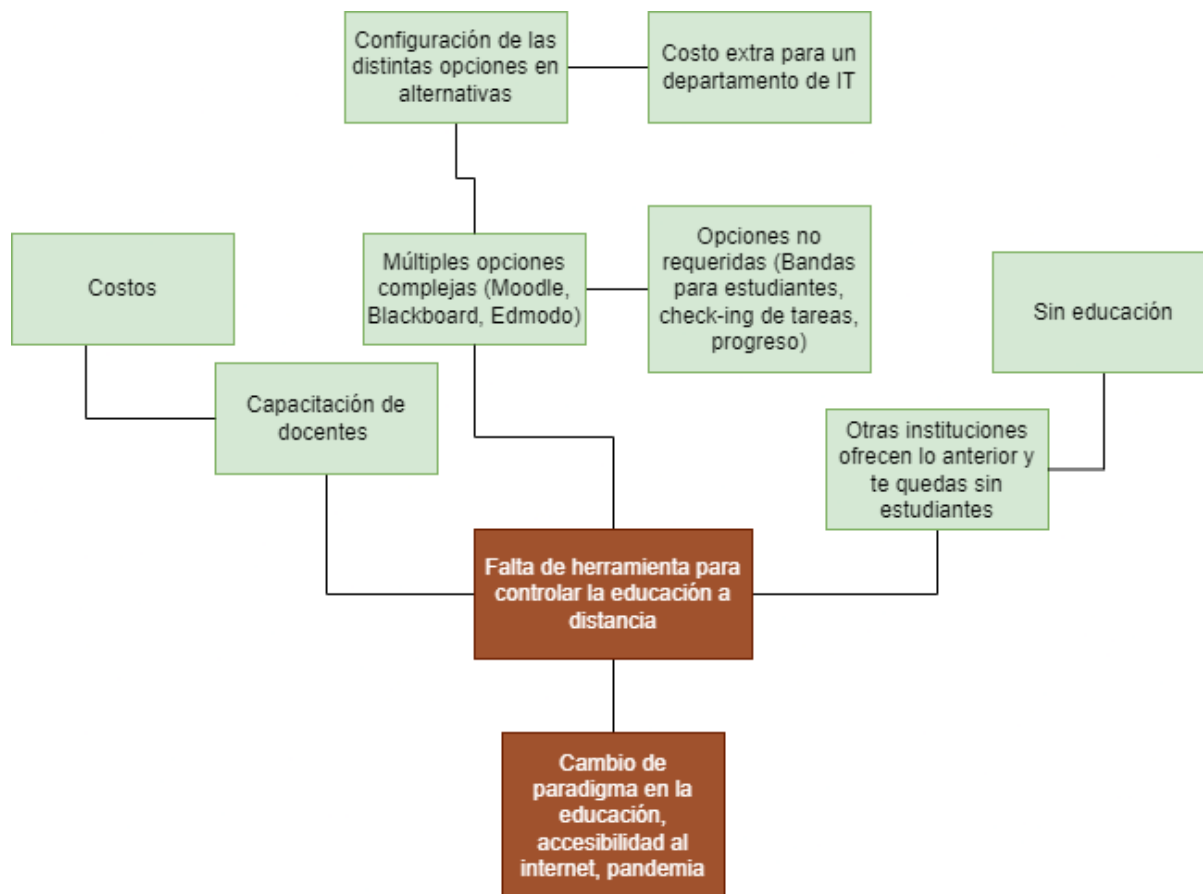 Configuración de las
distintas opciones en
alternativas
Costo extra para un
departamento de IT
Costos
Múltiples opciones
complejas (Moodle,
Blackboard, Edmodo)
Opciones no
requeridas (Bandas
para estudiantes,
check-ing de tareas,
progreso)
Sin educación
Capacitación de
docentes
Otras instituciones
ofrecen lo anterior y
te quedas sin
estudiantes
Falta de herramienta para
controlar la educación a
distancia
Cambio de
paradigma en la
educación,
accesibilidad al
internet, pandemia